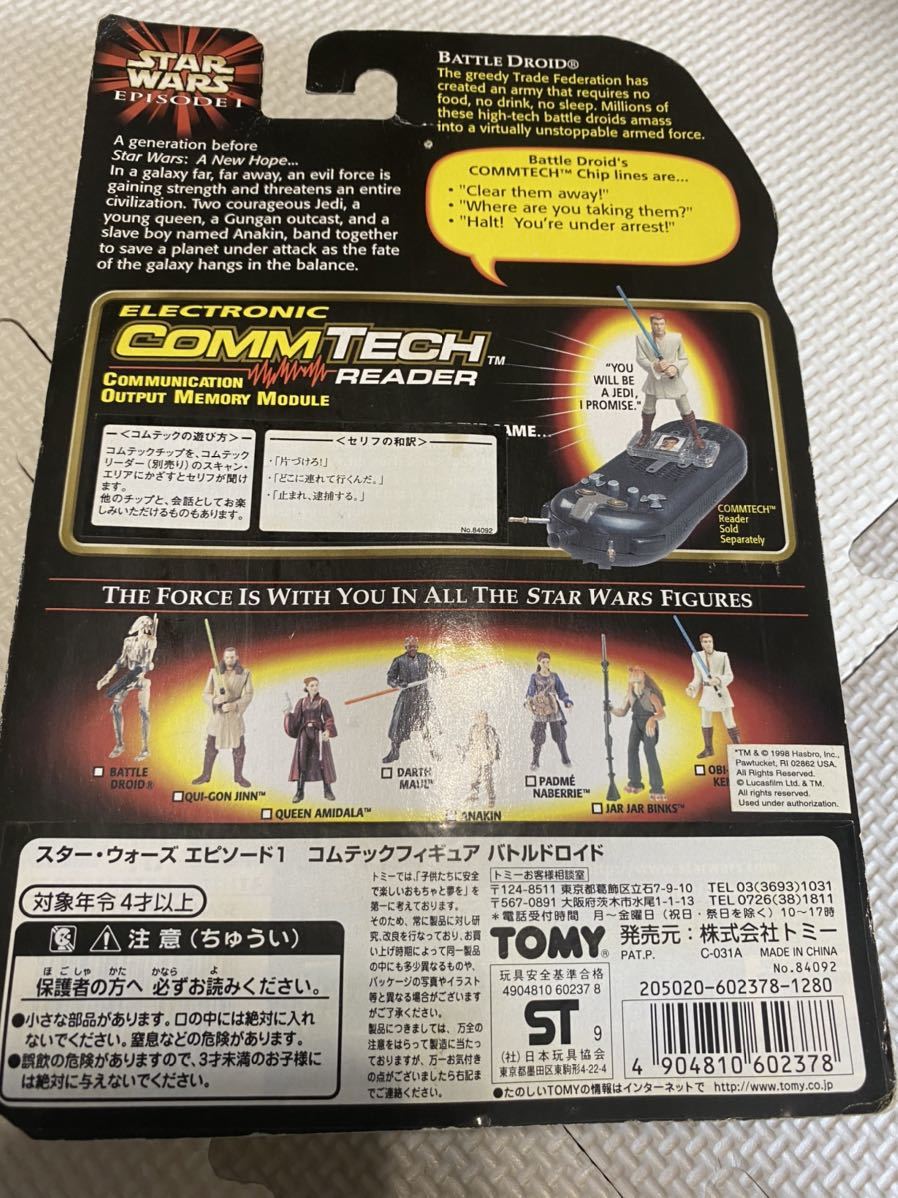 STAR
WARS
EPISODE I
BATTLE DROID®
The greedy Trade Federation has
created an army that requires no
food, no drink, no sleep. Millions of
these high-tech battle droids amass
into a virtually unstoppable armed force.
A generation before
Star Wars: A New Hope...
In a galaxy far, far away, an evil force is
gaining strength and threatens an entire
civilization. Two courageous Jedi, a
young queen, a Gungan outcast, and a
slave boy named Anakin, band together
to save a planet under attack as the fate
of the galaxy hangs in the balance.
Battle Droid's
COMMTECH™ Chip lines are...
• "Clear them away!"
• "Where are you taking them?"
• "Halt! You're under arrest!"
ELECTRONIC
COMMTECH™
READER
COMMUNICATION
OUTPUT MEMORY MODULE
"YOU
WILL BE
A JEDI,
I PROMISE."
AME...
<コムテックの遊び方>
コムテックチップを、コムテック
リーダー(別売り)のスキャン・
エリアにかざすとセリフが聞け
ます。
他のチップと、会話としてお楽
しみいただけるものもあります。
<セリフの和訳>
・「片づけろ!」
・「どこに連れて行くんだ。」
・「止まれ、逮捕する。」
No.84092
COMMTECH™
Reader
Sold
Separately
THE FORCE IS WITH YOU IN ALL THE STAR WARS FIGURES
BATTLE
DROID®
QUI-GON JINN™
QUEEN AMIDALA™
DARTH
MAUL™
ANAKIN
PADMÉ
NABERRIE™
JAR JAR BINKS™
OBI-
KE
*TM & © 1998 Hasbro, Inc.,
Pawtucket, RI 02862 USA.
All Rights Reserved.
© Lucasfilm Ltd. & TM.
All rights reserved.
Used under authorization.
スター・ウォーズ エピソード1 コムテックフィギュア バトルドロイド
対象年令4才以上
注意(ちゅうい)
ほごしゃ かた かなら よ
保護者の方へ 必ずお読みください。
●小さな部品があります。口の中には絶対に入れ
ないでください。窒息などの危険があります。
●誤飲の危険がありますので、3才未満のお子様に
は絶対に与えないでください。
トミーでは、「子供たちに安全
で楽しいおもちゃと夢を」を
第一に考えております。
そのため、常に製品に対し研
究、改良を行なっており、お買
い上げ時期によって同一製品
の中にも多少異なるものや、
パッケージの写真やイラスト
等と異なる場合がございます
がご了承ください。
製品につきましては、万全の
注意をはらって製造に当たっ
ておりますが、万一お気付き
の点がございましたら右記ま
でご連絡ください。
トミーお客様相談室
〒124-8511 東京都葛飾区立石7-9-10 TEL 03(3693)1031
〒567-0891 大阪府茨木市水尾1-1-13 TEL 0726(38)1811
*電話受付時間 月〜金曜日(祝日・祭日を除く)10〜17時
TOMY® 発売元:株式会社トミー
PAT.P. C-031A MADE IN CHINA
No.84092
玩具安全基準合格
4904810 60237 8
ST 9
(社)日本玩具協会
東京都墨田区東駒形4-22-4
205020-602378-1280
4 904810 602378
●たのしいTOMYの情報はインターネットで http://www.tomy.co.jp